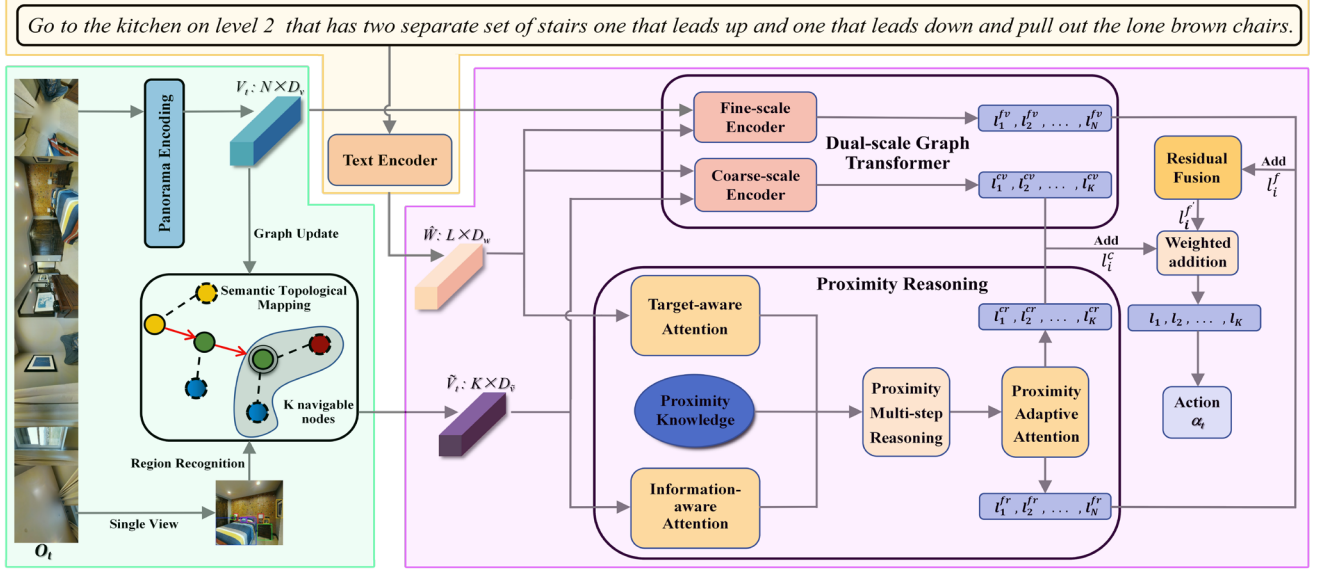 Go to the kitchen on level 2 that has two separate set of stairs one that leads up and one that leads down and pull out the lone brown chairs.
Panorama Encoding
V_t : N×D_v
Text Encoder
Graph Update
Semantic Topological
Mapping
K navigable
nodes
Region Recognition
Single View
O_t
Ŵ: L×D_w
Ṽ_t : K×D_ṽ
Fine-scale
Encoder
Coarse-scale
Encoder
Dual-scale Graph
Transformer
l_1^{fv} , l_2^{fv} , . . . , l_N^{fv}
l_1^{cv} , l_2^{cv} , . . . , l_K^{cv}
Proximity Reasoning
Target-aware
Attention
Proximity
Knowledge
Information-
aware
Attention
Proximity
Multi-step
Reasoning
Proximity
Adaptive
Attention
l_1^{cr} , l_2^{cr} , . . . , l_K^{cr}
l_1^{fr} , l_2^{fr} , . . . , l_N^{fr}
Residual
Fusion
Add
l_i^f
l_i^{f'}
Add
l_i^c
Weighted
addition
l_1 , l_2 , . . . , l_K
Action
α_t